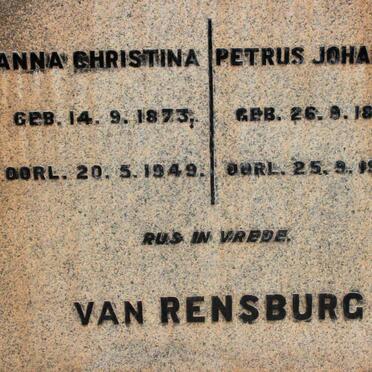 ANNA CHRISTINA PETRUS JOHA
GEB. 14. 9. 1873. GEB. 26. 9. 18
OORL. 20. 5. 1949. OORL. 25. 9. 19
RUS IN VREDE.
VAN RENSBURG